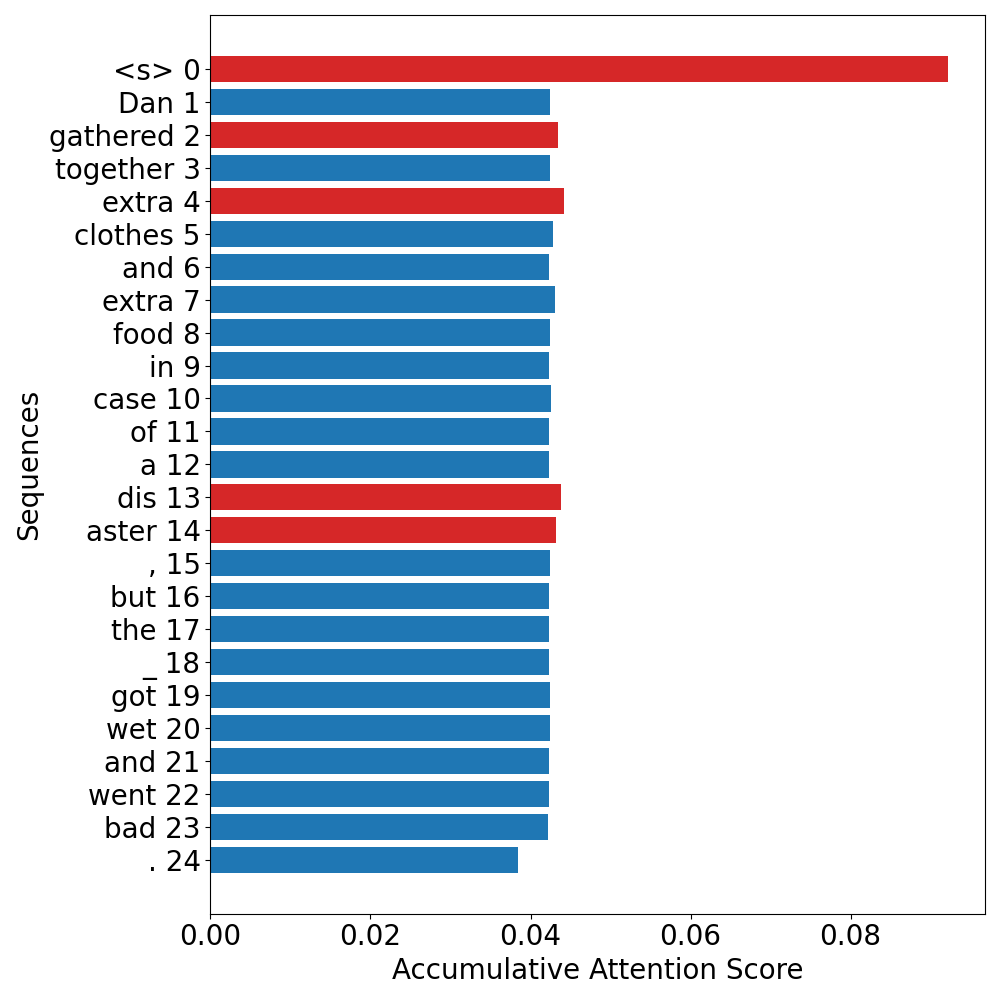 <s> 0
Dan 1
gathered 2
together 3
extra 4
clothes 5
and 6
extra 7
food 8
in 9
case 10
of 11
a 12
dis 13
aster 14
, 15
but 16
the 17
_ 18
got 19
wet 20
and 21
went 22
bad 23
. 24
Sequences
0.00 0.02 0.04 0.06 0.08
Accumulative Attention Score